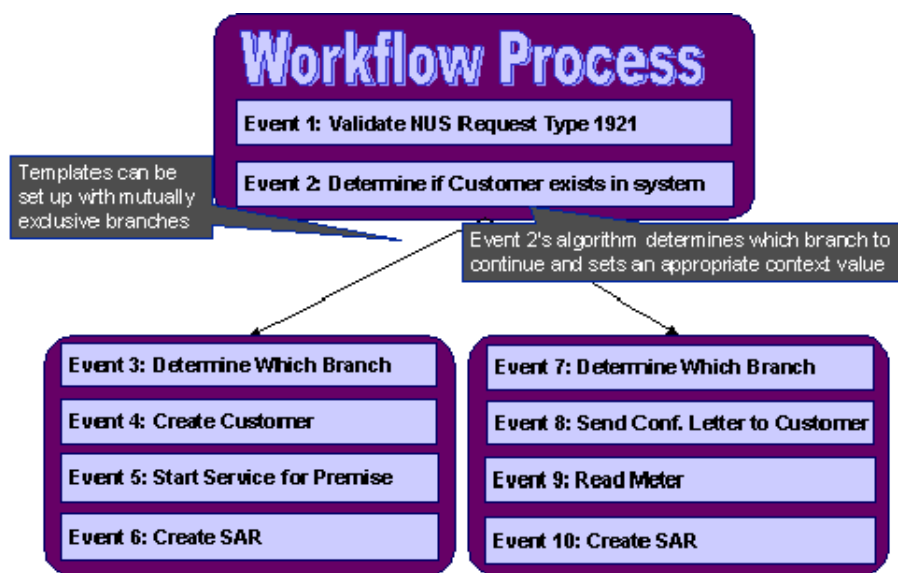 Workflow Process
Event 1: Validate NUS Request Type 1921
Event 2: Determine if Customer exists in system
Templates can be
set up with mutually
exclusive branches
Event 2's algorithm determines which branch to
continue and sets an appropriate context value
Event 3: Determine Which Branch
Event 4: Create Customer
Event 5: Start Service for Premise
Event 6: Create SAR
Event 7: Determine Which Branch
Event 8: Send Conf. Letter to Customer
Event 9: Read Meter
Event 10: Create SAR